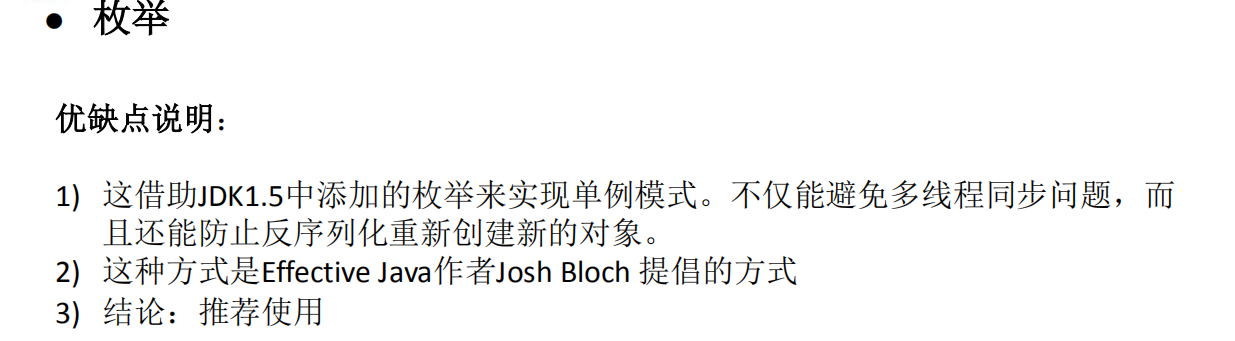 ● 枚举
优缺点说明：
1) 这借助JDK1.5中添加的枚举来实现单例模式。不仅能避免多线程同步问题，而
且还能防止反序列化重新创建新的对象。
2) 这种方式是Effective Java作者Josh Bloch 提倡的方式
3) 结论：推荐使用